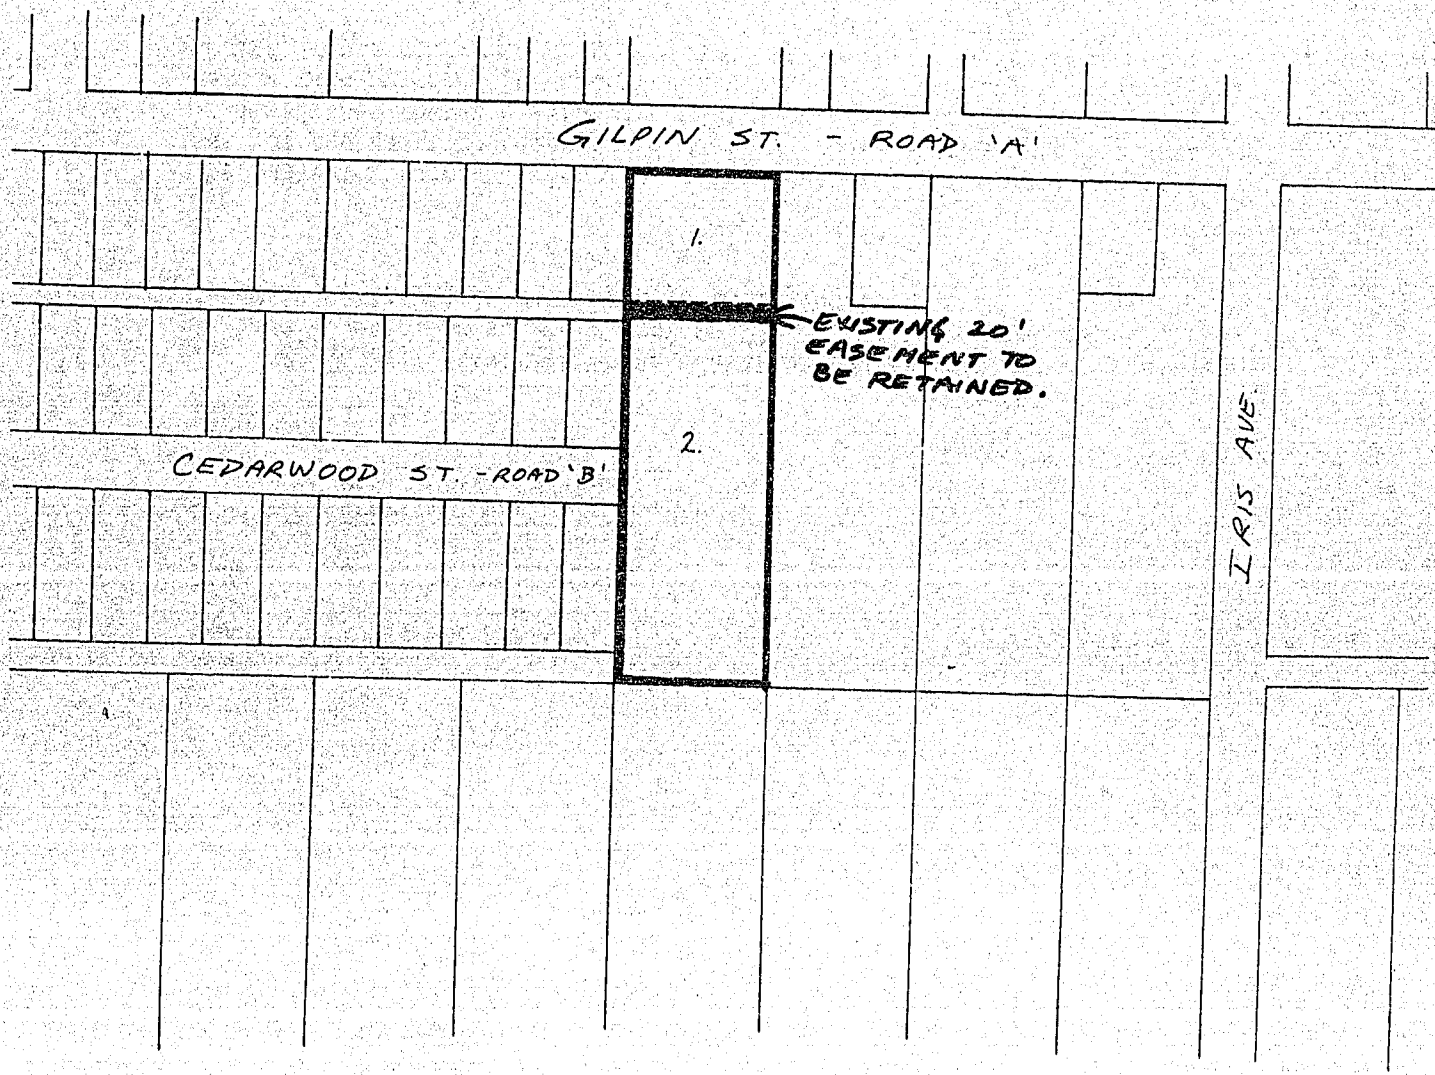 GILPIN ST. - ROAD 'A'
1.
EXISTING 20'
EASEMENT TO
BE RETAINED.
2.
CEDARWOOD ST. - ROAD 'B'
IRIS AVE.